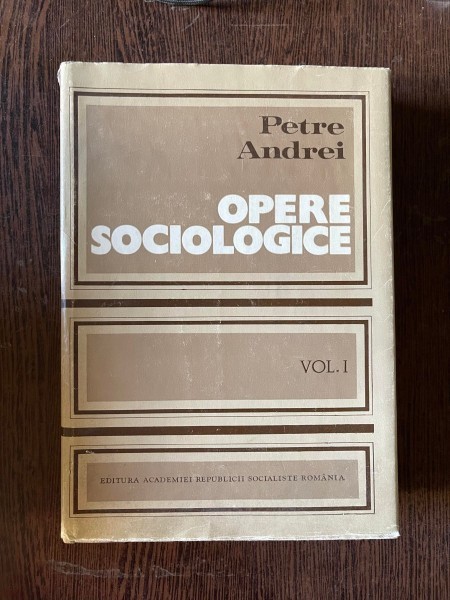 Petre
Andrei
OPERE
SOCIOLOGICE
VOL. I
EDITURA ACADEMIEI REPUBLICII SOCIALISTE ROMÂNIA